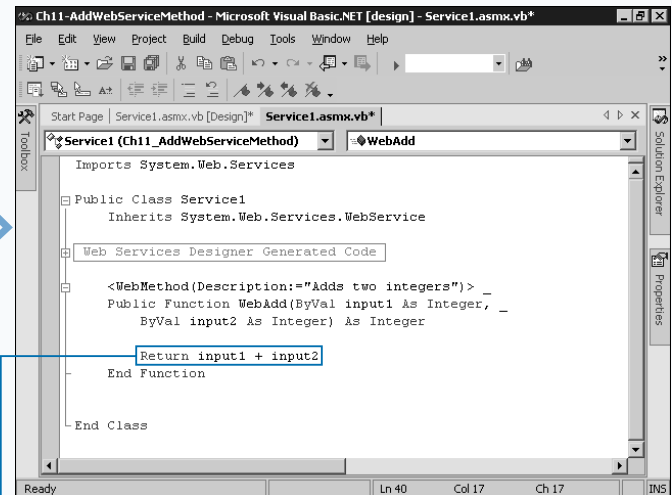 Ch11-AddWebServiceMethod - Microsoft Visual Basic.NET [design] - Service1.asmx.vb*
File Edit View Project Build Debug Tools Window Help
Start Page Service1.asmx.vb [Design]* Service1.asmx.vb*
Service1 (Ch11_AddWebServiceMethod) WebAdd
Toolbox
Solution Explorer
Properties
Imports System.Web.Services
Public Class Service1
Inherits System.Web.Services.WebService
Web Services Designer Generated Code
<WebMethod(Description:="Adds two integers")> _
Public Function WebAdd(ByVal input1 As Integer, _
ByVal input2 As Integer) As Integer
Return input1 + input2
End Function
End Class
Ready Ln 40 Col 17 Ch 17 INS